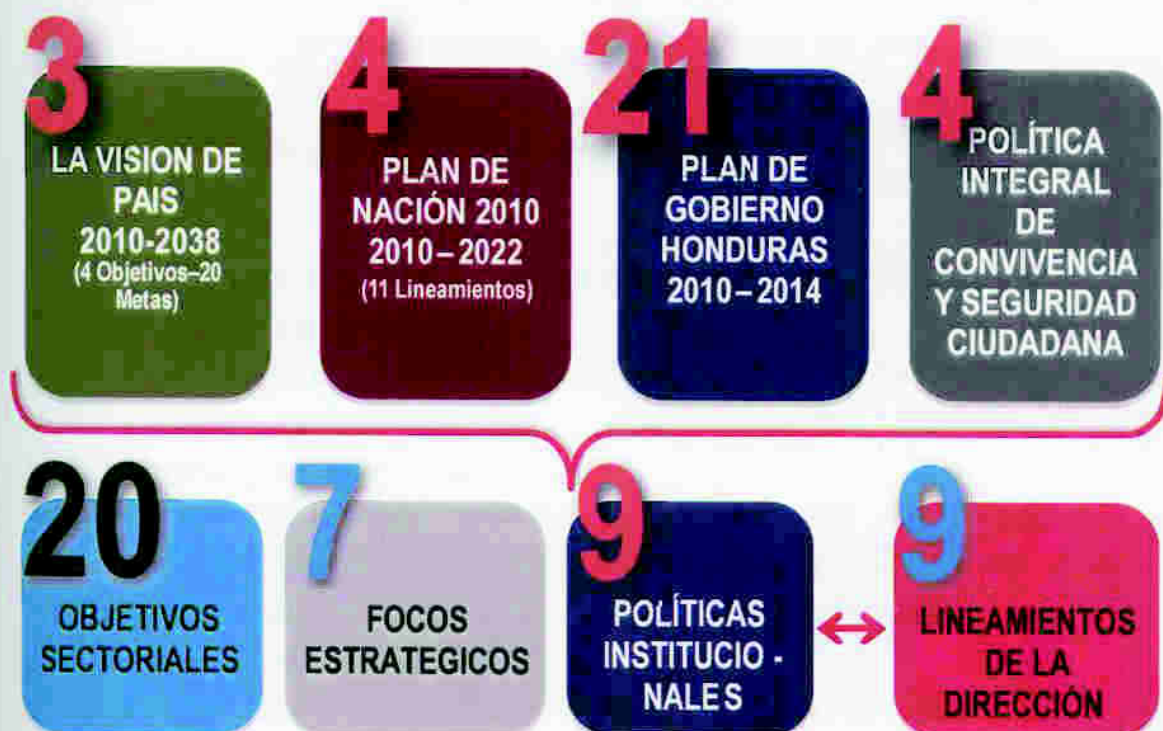 3
LA VISION DE
PAIS
2010-2038
(4 Objetivos–20
Metas)
4
PLAN DE
NACIÓN 2010
2010–2022
(11 Lineamientos)
21
PLAN DE
GOBIERNO
HONDURAS
2010–2014
4
POLÍTICA
INTEGRAL
DE
CONVIVENCIA
Y SEGURIDAD
CIUDADANA
20
OBJETIVOS
SECTORIALES
7
FOCOS
ESTRATEGICOS
9
POLÍTICAS
INSTITUCIO -
NALES
9
LINEAMIENTOS
DE LA
DIRECCIÓN